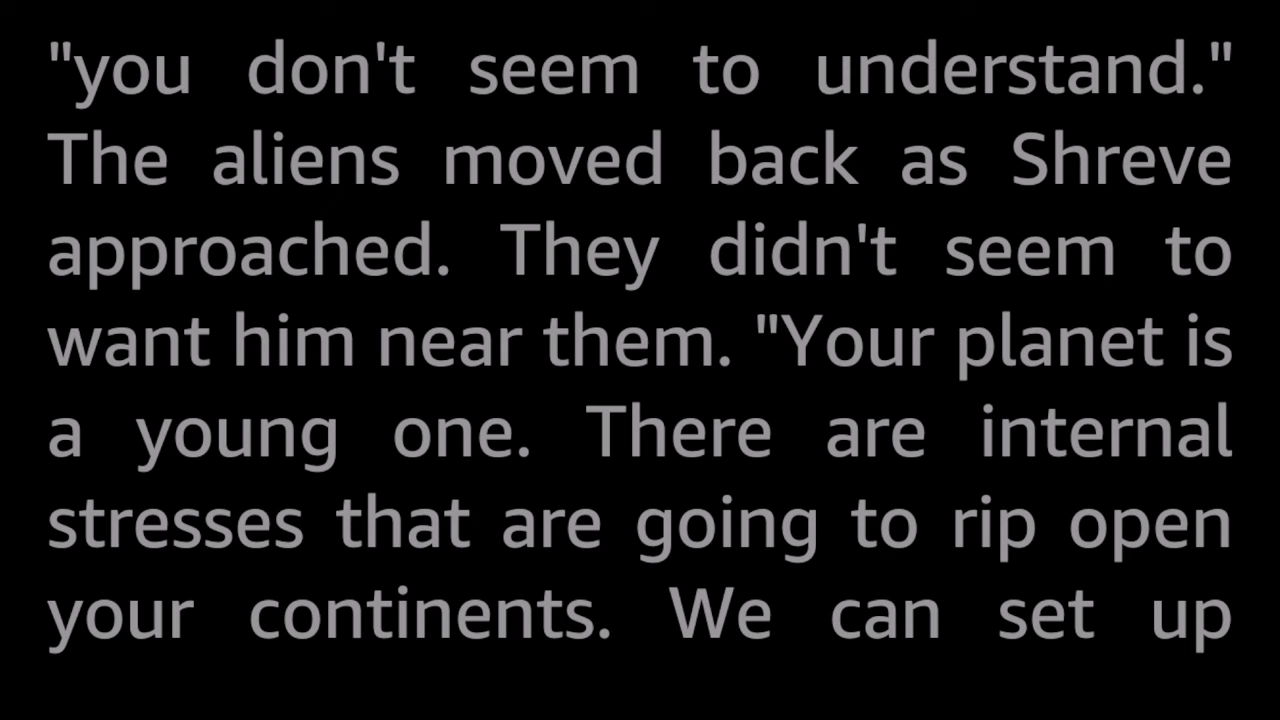 "you don't seem to understand."
The aliens moved back as Shreve
approached. They didn't seem to
want him near them. "Your planet is
a young one. There are internal
stresses that are going to rip open
your continents. We can set up